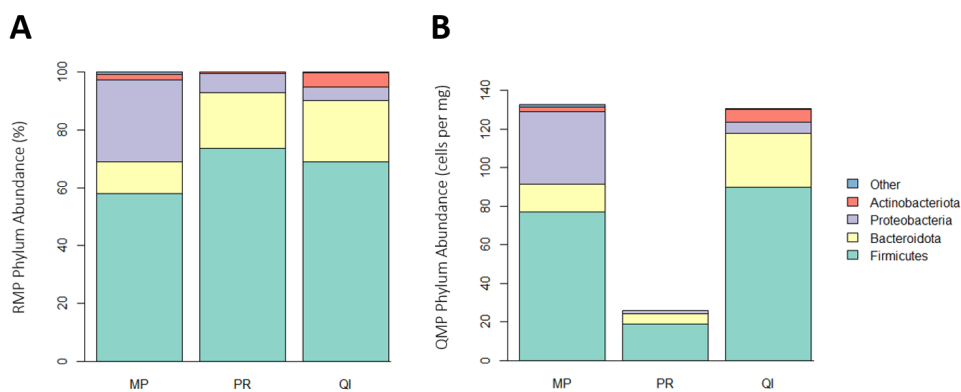 A
B
RMP Phylum Abundance (%)
0
20
40
60
80
100
MP
PR
QI
QMP Phylum Abundance (cells per mg)
0
20
40
60
80
100
120
140
MP
PR
QI
Other
Actinobacteriota
Proteobacteria
Bacteroidota
Firmicutes